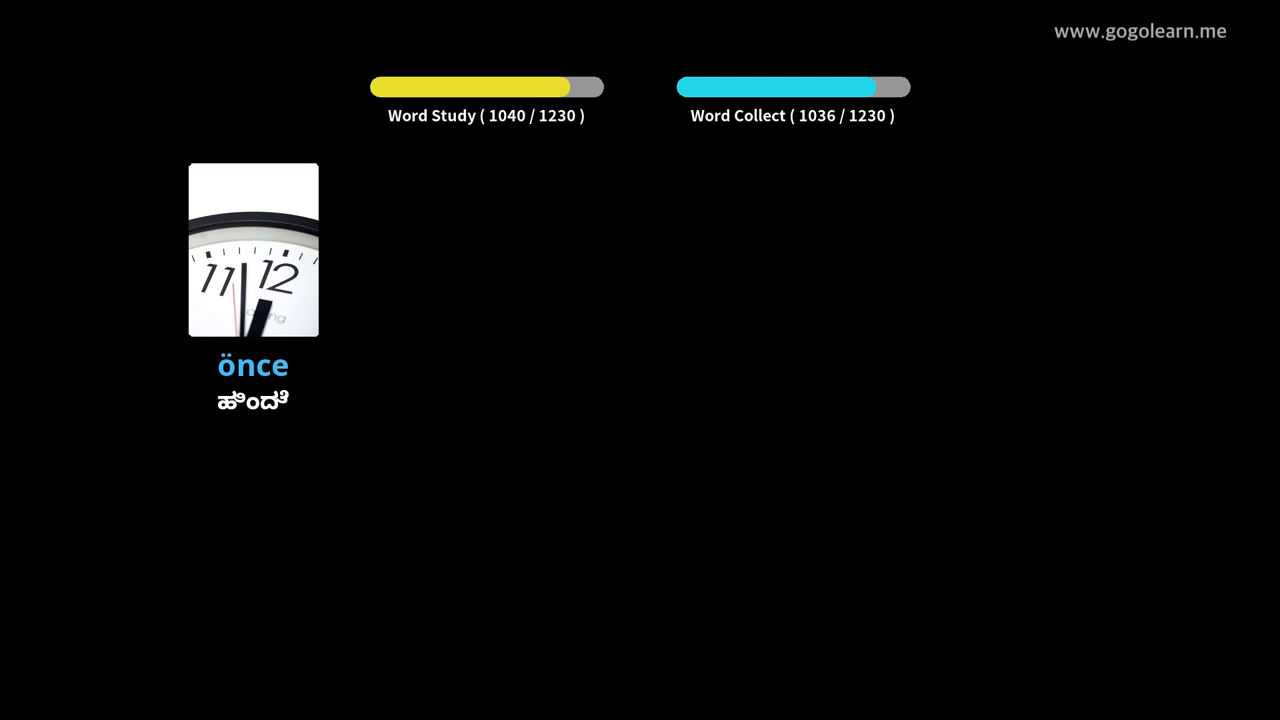 www.gogolearn.me
Word Study ( 1040 / 1230 )
Word Collect ( 1036 / 1230 )
11 12
önce
ಹಿಂದೆ